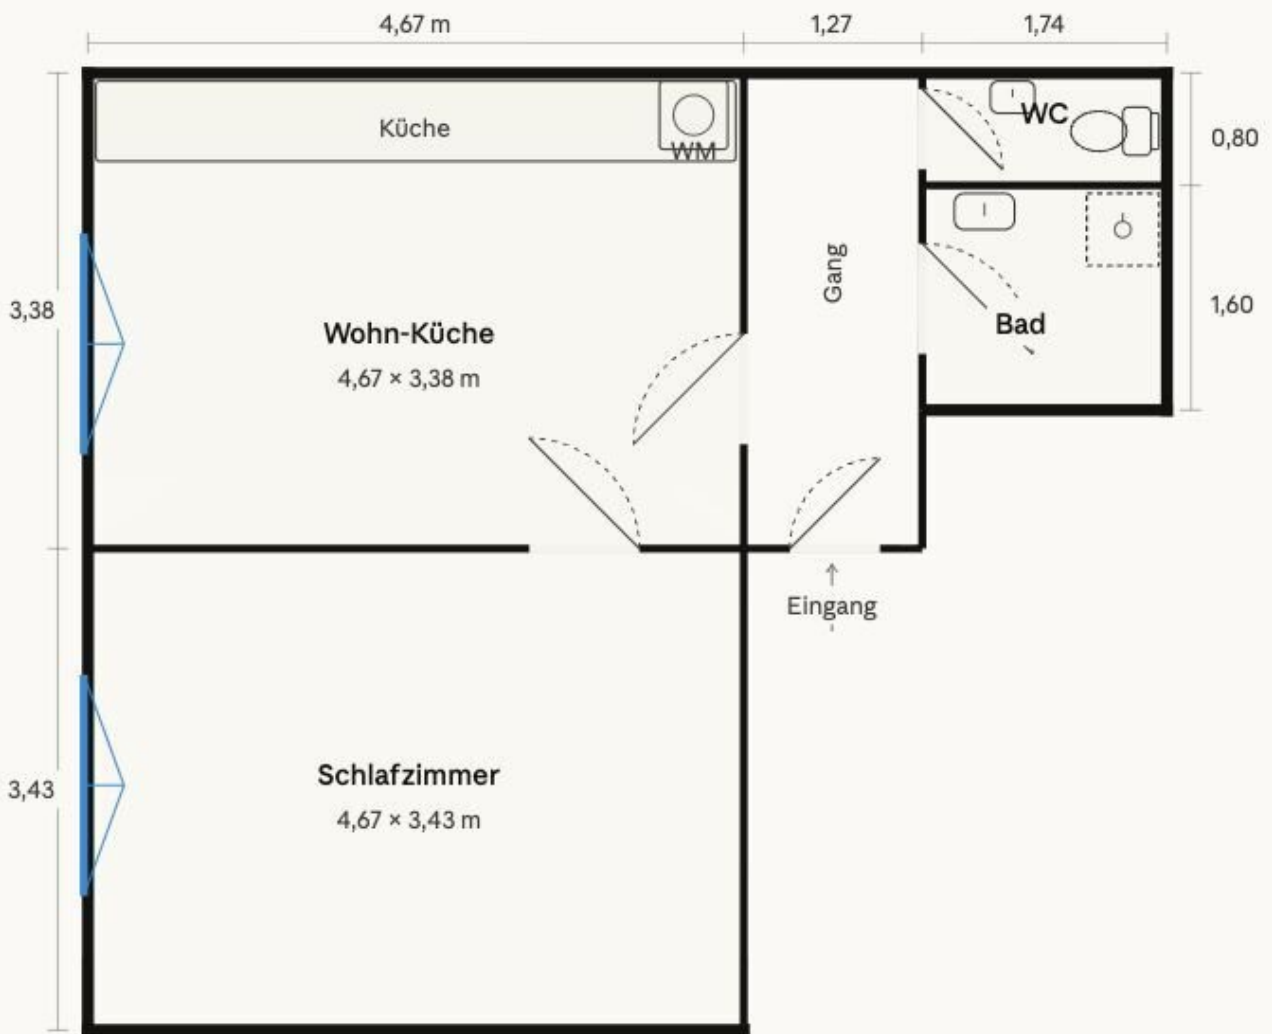 4,67 m
1,27
1,74
Küche
WM
WC
0,80
Gang
3,38
Wohn-Küche
4,67 × 3,38 m
Bad
1,60
Eingang
3,43
Schlafzimmer
4,67 × 3,43 m